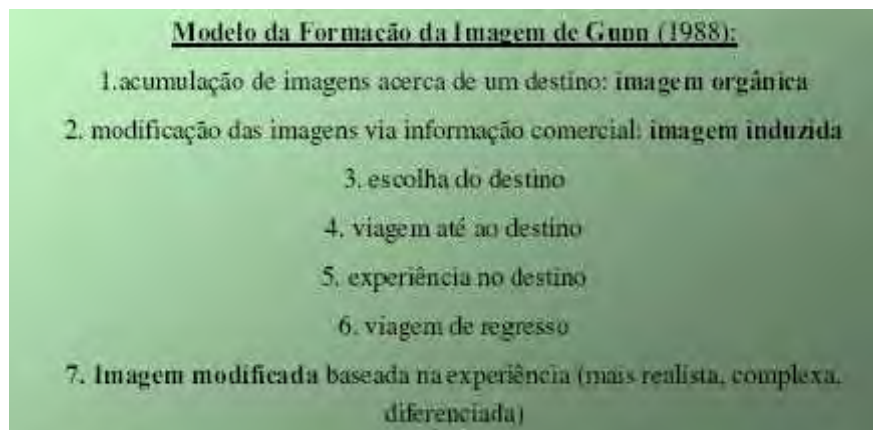 Modelo da Formação da Imagem de Gunn (1988):
1.acumulação de imagens acerca de um destino: imagem orgânica
2. modificação das imagens via informação comercial: imagem induzida
3. escolha do destino
4. viagem até ao destino
5. experiência no destino
6. viagem de regresso
7. Imagem modificada baseada na experiência (mais realista, complexa,
diferenciada)